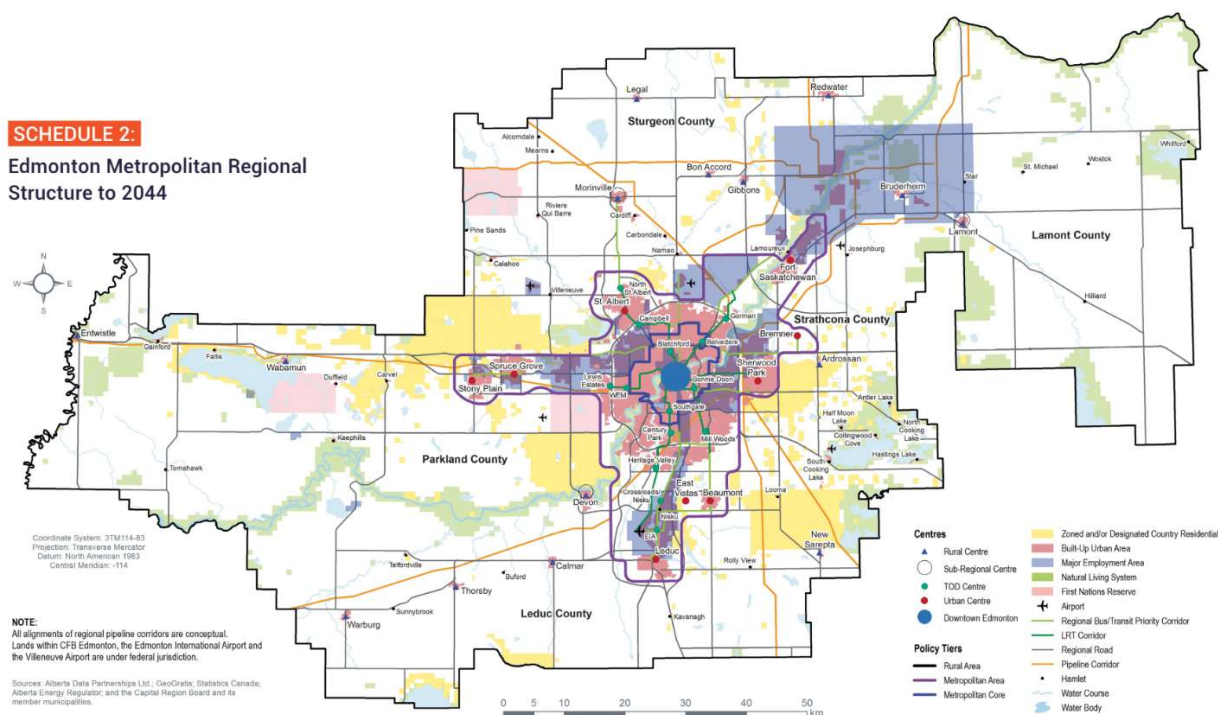 SCHEDULE 2:
Edmonton Metropolitan Regional
Structure to 2044
N
W
E
S
Legal
Redwater
Sturgeon County
Alcomdale
Mearns
Bon Accord
Gibbons
Morinville
Riviere
Qui Barre
Cardiff
Carbondale
Pine Sands
Namao
Calahoo
Villeneuve
Bruderheim
Star
St. Michael
Wostok
Whitford
Lamont
Lamont County
Hilliard
Lamoureux
Josephburg
Fort
Saskatchewan
Strathcona County
North
St. Albert
St. Albert
Campbell
Gorman
Bremner
Blatchford
Belvedere
Ardrossan
Sherwood
Park
Entwistle
Gainford
Fallis
Wabamun
Duffield
Carvel
Spruce Grove
Stony Plain
Lewis
Estates
WEM
Bonnie Doon
Southgate
Century
Park
Mill Woods
Heritage Valley
Antler Lake
Half Moon
Lake
North
Cooking
Lake
Collingwood
Cove
Hastings Lake
South
Cooking
Lake
Keephills
Tomahawk
Parkland County
Devon
Crossroads/
Nisku
East
Vistas
Beaumont
Nisku
EIA
Leduc
Looma
New
Sarepta
Rolly View
Telfordville
Buford
Calmar
Thorsby
Sunnybrook
Warburg
Leduc County
Kavanagh
Coordinate System: 3TM114-83
Projection: Transverse Mercator
Datum: North American 1983
Central Meridian: -114
NOTE:
All alignments of regional pipeline corridors are conceptual.
Lands within CFB Edmonton, the Edmonton International Airport and
the Villeneuve Airport are under federal jurisdiction.
Sources: Alberta Data Partnerships Ltd.; GeoGratis; Statistics Canada;
Alberta Energy Regulator; and the Capital Region Board and its
member municipalities.
0 5 10 20 30 40 50
km
Centres
Rural Centre
Sub-Regional Centre
TOD Centre
Urban Centre
Downtown Edmonton
Policy Tiers
Rural Area
Metropolitan Area
Metropolitan Core
Zoned and/or Designated Country Residential
Built-Up Urban Area
Major Employment Area
Natural Living System
First Nations Reserve
Airport
Regional Bus/Transit Priority Corridor
LRT Corridor
Regional Road
Pipeline Corridor
Hamlet
Water Course
Water Body